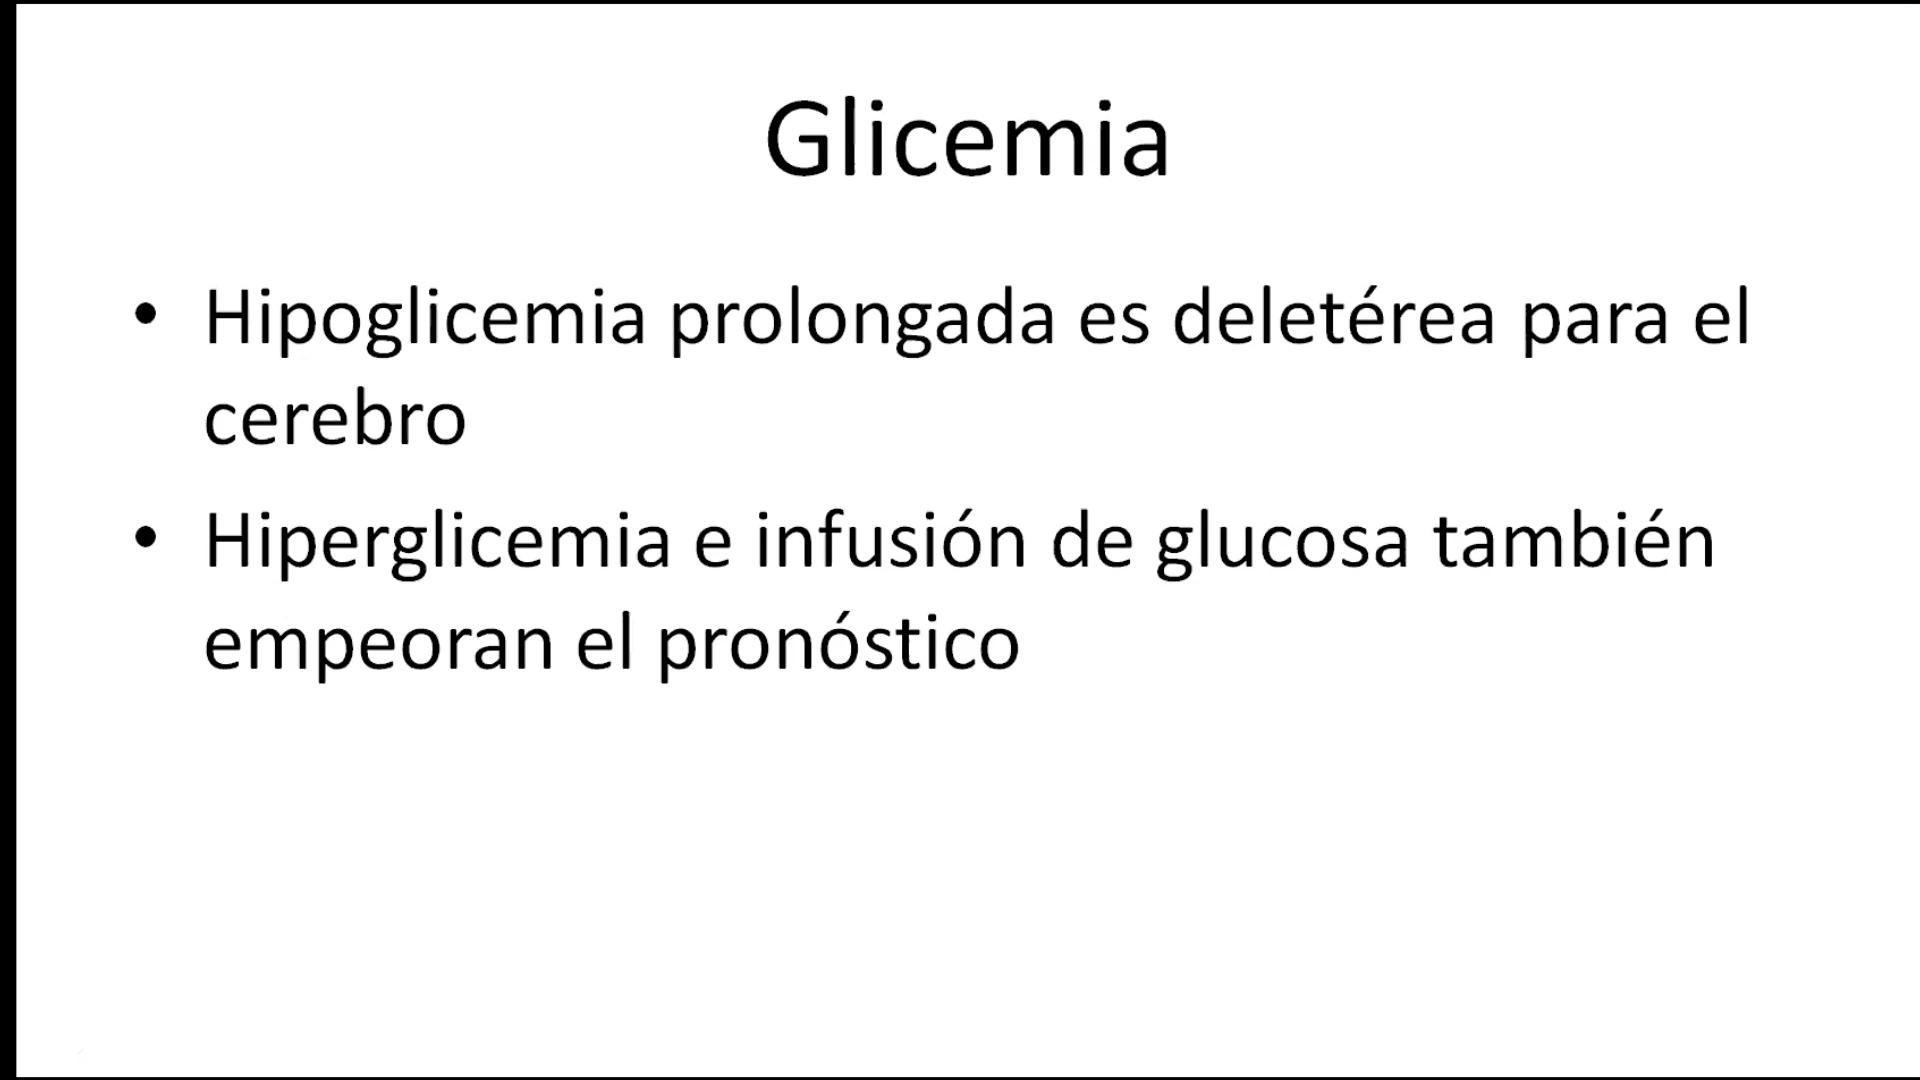 Glicemia
• Hipoglicemia prolongada es deletérea para el
cerebro
• Hiperglicemia e infusión de glucosa también
empeoran el pronóstico